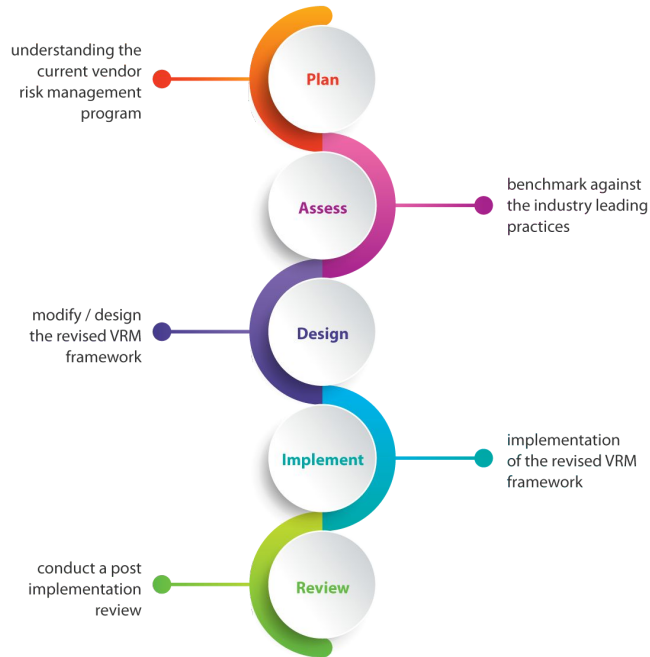 understanding the
current vendor
risk management
program
Plan
Assess
benchmark against
the industry leading
practices
modify / design
the revised VRM
framework
Design
Implement
implementation
of the revised VRM
framework
conduct a post
implementation
review
Review